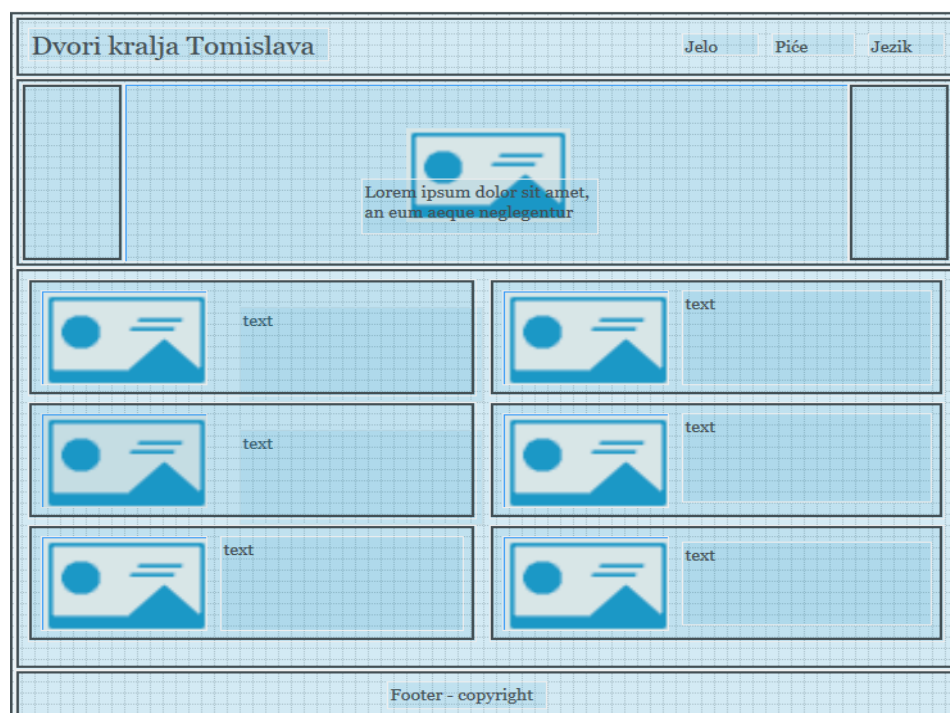 Dvori kralja Tomislava
Jelo
Piće
Jezik
Lorem ipsum dolor sit amet,
an eum aeque neglegentur
text
text
text
text
text
text
Footer - copyright